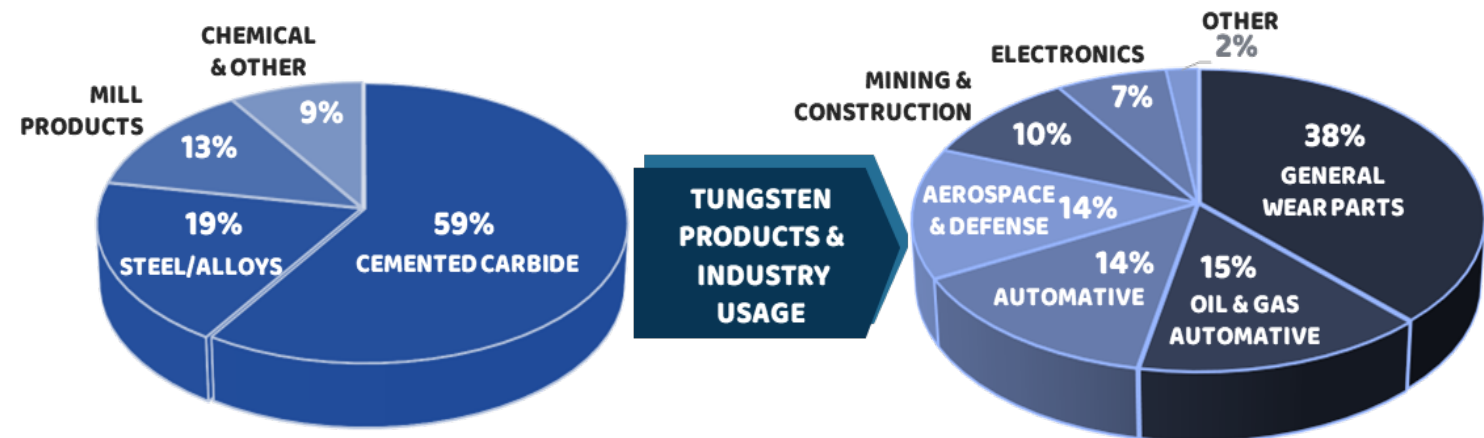 CHEMICAL
& OTHER
9%
MILL
PRODUCTS
13%
19%
STEEL/ALLOYS
59%
CEMENTED CARBIDE
TUNGSTEN
PRODUCTS &
INDUSTRY
USAGE
OTHER
2%
ELECTRONICS
7%
MINING &
CONSTRUCTION
10%
AEROSPACE
& DEFENSE
14%
14%
AUTOMATIVE
15%
OIL & GAS
AUTOMATIVE
38%
GENERAL
WEAR PARTS